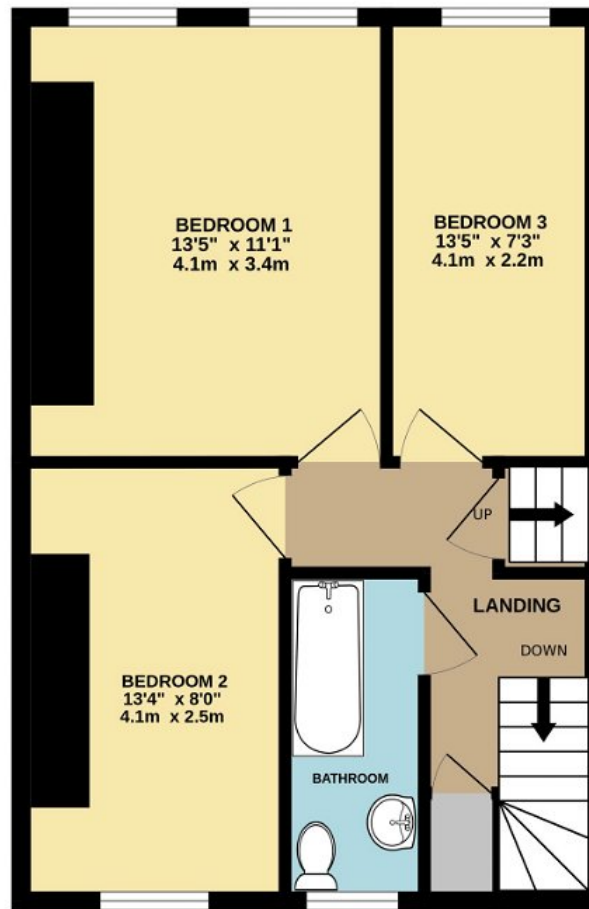 BEDROOM 1
13'5" x 11'1"
4.1m x 3.4m
BEDROOM 3
13'5" x 7'3"
4.1m x 2.2m
UP
LANDING
DOWN
BEDROOM 2
13'4" x 8'0"
4.1m x 2.5m
BATHROOM